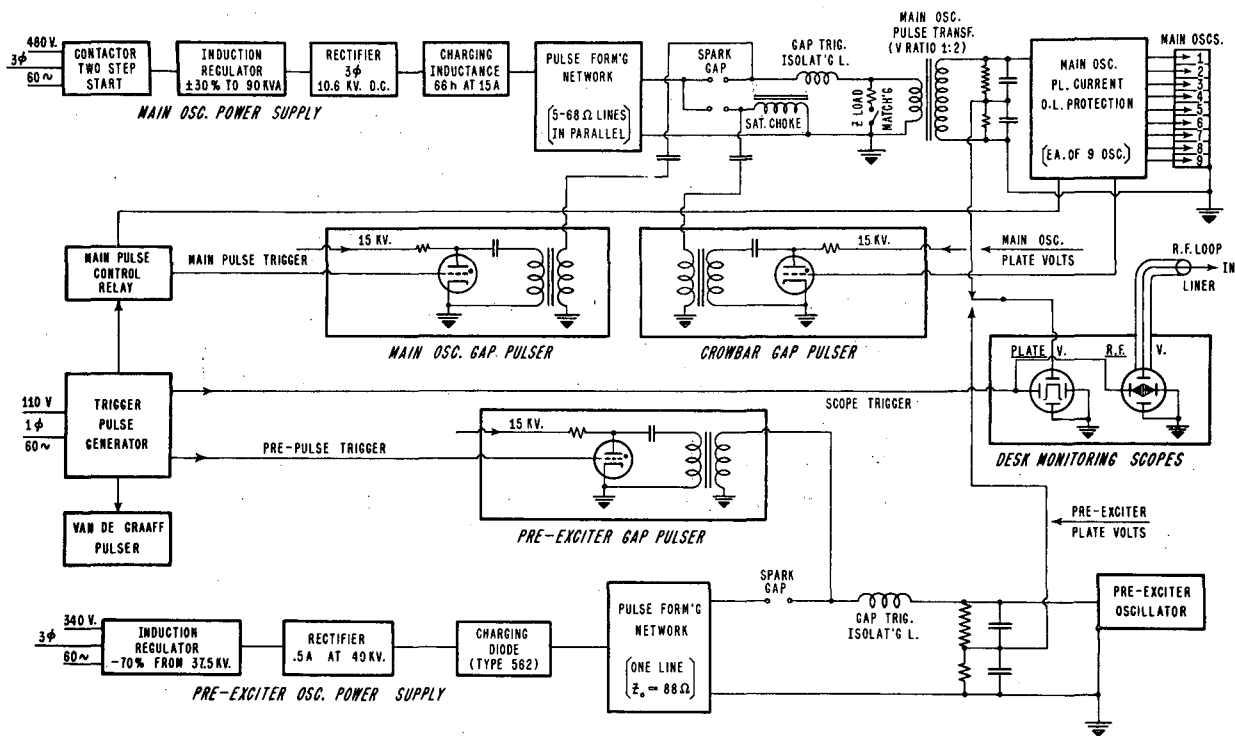 480 V.
3ϕ
60~
CONTACTOR
TWO STEP
START
INDUCTION
REGULATOR
±30% TO 90 KVA
RECTIFIER
3ϕ
10.6 KV. D.C.
CHARGING
INDUCTANCE
66h AT 15A
PULSE FORM'G
NETWORK
(5-68 Ω LINES
IN PARALLEL)
MAIN OSC. POWER SUPPLY
SPARK
GAP
GAP TRIG.
ISOLAT'G L.
SAT. CHOKE
Z LOAD
MATCH'G
MAIN OSC.
PULSE TRANSF.
(V RATIO 1:2)
MAIN OSC.
PL. CURRENT
O.L. PROTECTION
(EA. OF 9 OSC.)
MAIN OSCS.
1
2
3
4
5
6
7
8
9
MAIN PULSE
CONTROL
RELAY
MAIN PULSE TRIGGER
15 KV.
MAIN OSC. GAP PULSER
15 KV.
CROWBAR GAP PULSER
MAIN OSC.
PLATE VOLTS
R.F. LOOP
IN
LINER
PLATE V.
R.F. V.
DESK MONITORING SCOPES
110 V
1ϕ
60~
TRIGGER
PULSE
GENERATOR
SCOPE TRIGGER
PRE-PULSE TRIGGER
15 KV.
PRE-EXCITER GAP PULSER
VAN DE GRAAFF
PULSER
PRE-EXCITER
PLATE VOLTS
340 V.
3ϕ
60~
INDUCTION
REGULATOR
-70% FROM 37.5 KV.
RECTIFIER
.5A AT 40 KV.
CHARGING
DIODE
(TYPE 562)
PULSE FORM'G
NETWORK
(ONE LINE
Z₀ = 88 Ω)
SPARK
GAP
GAP TRIG.
ISOLAT'G L.
PRE-EXCITER
OSCILLATOR
PRE-EXCITER OSC. POWER SUPPLY